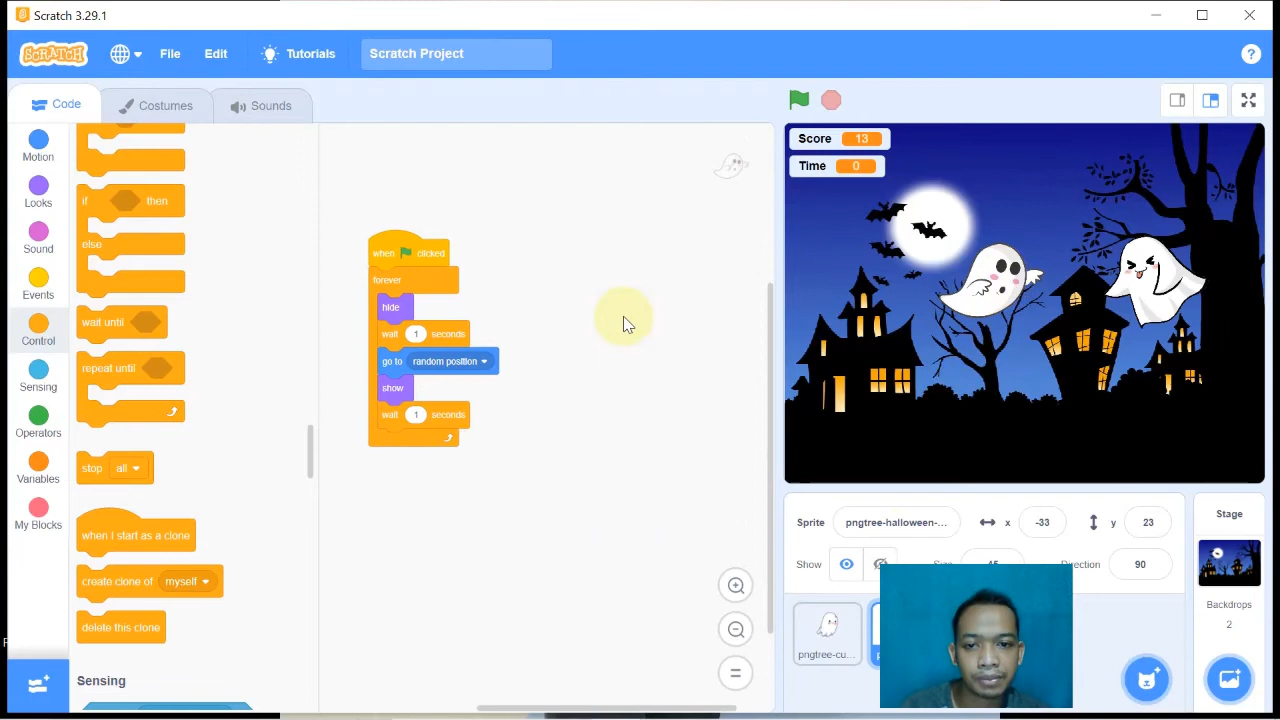 Scratch 3.29.1
SCRATCH
File
Edit
Tutorials
Scratch Project
?
Code
Costumes
Sounds
Motion
Looks
Sound
Events
Control
Sensing
Operators
Variables
My Blocks
if then
else
wait until
repeat until
stop all
when I start as a clone
create clone of myself
delete this clone
Sensing
when clicked
forever
hide
wait 1 seconds
go to random position
show
wait 1 seconds
Score 13
Time 0
Sprite pngtree-halloween-... x -33 y 23
Show Size 45 Direction 90
pngtree-cu...
Stage
Backdrops
2